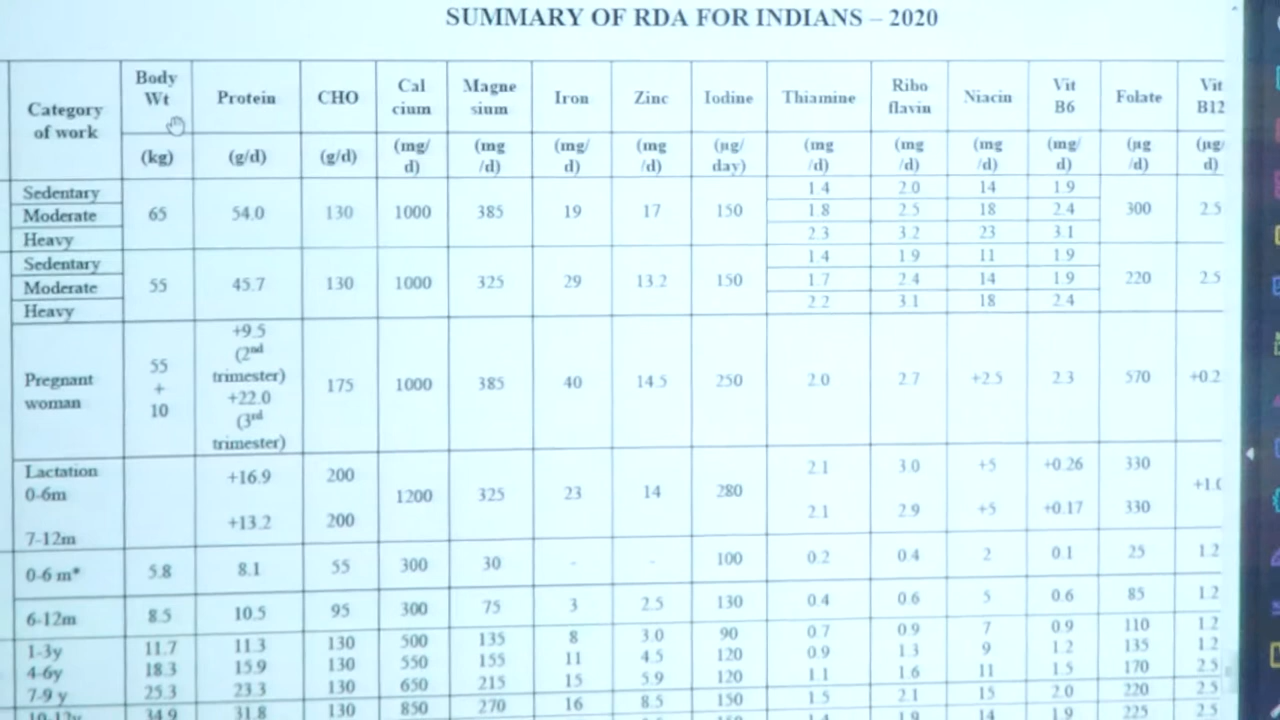 SUMMARY OF RDA FOR INDIANS – 2020
Category of work | Body Wt | Protein | CHO | Cal cium | Magne sium | Iron | Zinc | Iodine | Thiamine | Ribo flavin | Niacin | Vit B6 | Folate | Vit B12
(kg) | (g/d) | (g/d) | (mg/ d) | (mg /d) | (mg/ d) | (mg /d) | (µg/ day) | (mg /d) | (mg /d) | (mg /d) | (mg/ d) | (µg /d) | (µg/ d)
Sedentary | 1.4 | 2.0 | 14 | 1.9
Moderate | 65 | 54.0 | 130 | 1000 | 385 | 19 | 17 | 150 | 1.8 | 2.5 | 18 | 2.4 | 300 | 2.5
Heavy | 2.3 | 3.2 | 23 | 3.1
Sedentary | 1.4 | 1.9 | 11 | 1.9
Moderate | 55 | 45.7 | 130 | 1000 | 325 | 29 | 13.2 | 150 | 1.7 | 2.4 | 14 | 1.9 | 220 | 2.5
Heavy | 2.2 | 3.1 | 18 | 2.4
Pregnant woman | 55 + 10 | +9.5 (2nd trimester) +22.0 (3rd trimester) | 175 | 1000 | 385 | 40 | 14.5 | 250 | 2.0 | 2.7 | +2.5 | 2.3 | 570 | +0.2
Lactation
0-6m | +16.9 | 200 | 1200 | 325 | 23 | 14 | 280 | 2.1 | 3.0 | +5 | +0.26 | 330 | +1.0
7-12m | +13.2 | 200 | 2.1 | 2.9 | +5 | +0.17 | 330
0-6 m* | 5.8 | 8.1 | 55 | 300 | 30 | - | - | 100 | 0.2 | 0.4 | 2 | 0.1 | 25 | 1.2
6-12m | 8.5 | 10.5 | 95 | 300 | 75 | 3 | 2.5 | 130 | 0.4 | 0.6 | 5 | 0.6 | 85 | 1.2
1-3y | 11.7 | 11.3 | 130 | 500 | 135 | 8 | 3.0 | 90 | 0.7 | 0.9 | 7 | 0.9 | 110 | 1.2
4-6y | 18.3 | 15.9 | 130 | 550 | 155 | 11 | 4.5 | 120 | 0.9 | 1.3 | 9 | 1.2 | 135 | 1.2
7-9 y | 25.3 | 23.3 | 130 | 650 | 215 | 15 | 5.9 | 120 | 1.1 | 1.6 | 11 | 1.5 | 170 | 2.5
10-12y | 34.9 | 31.8 | 130 | 850 | 270 | 16 | 8.5 | 150 | 1.5 | 2.1 | 15 | 2.0 | 220 | 2.5
1.9 | 14 | 1.9 | 225 | 2.5